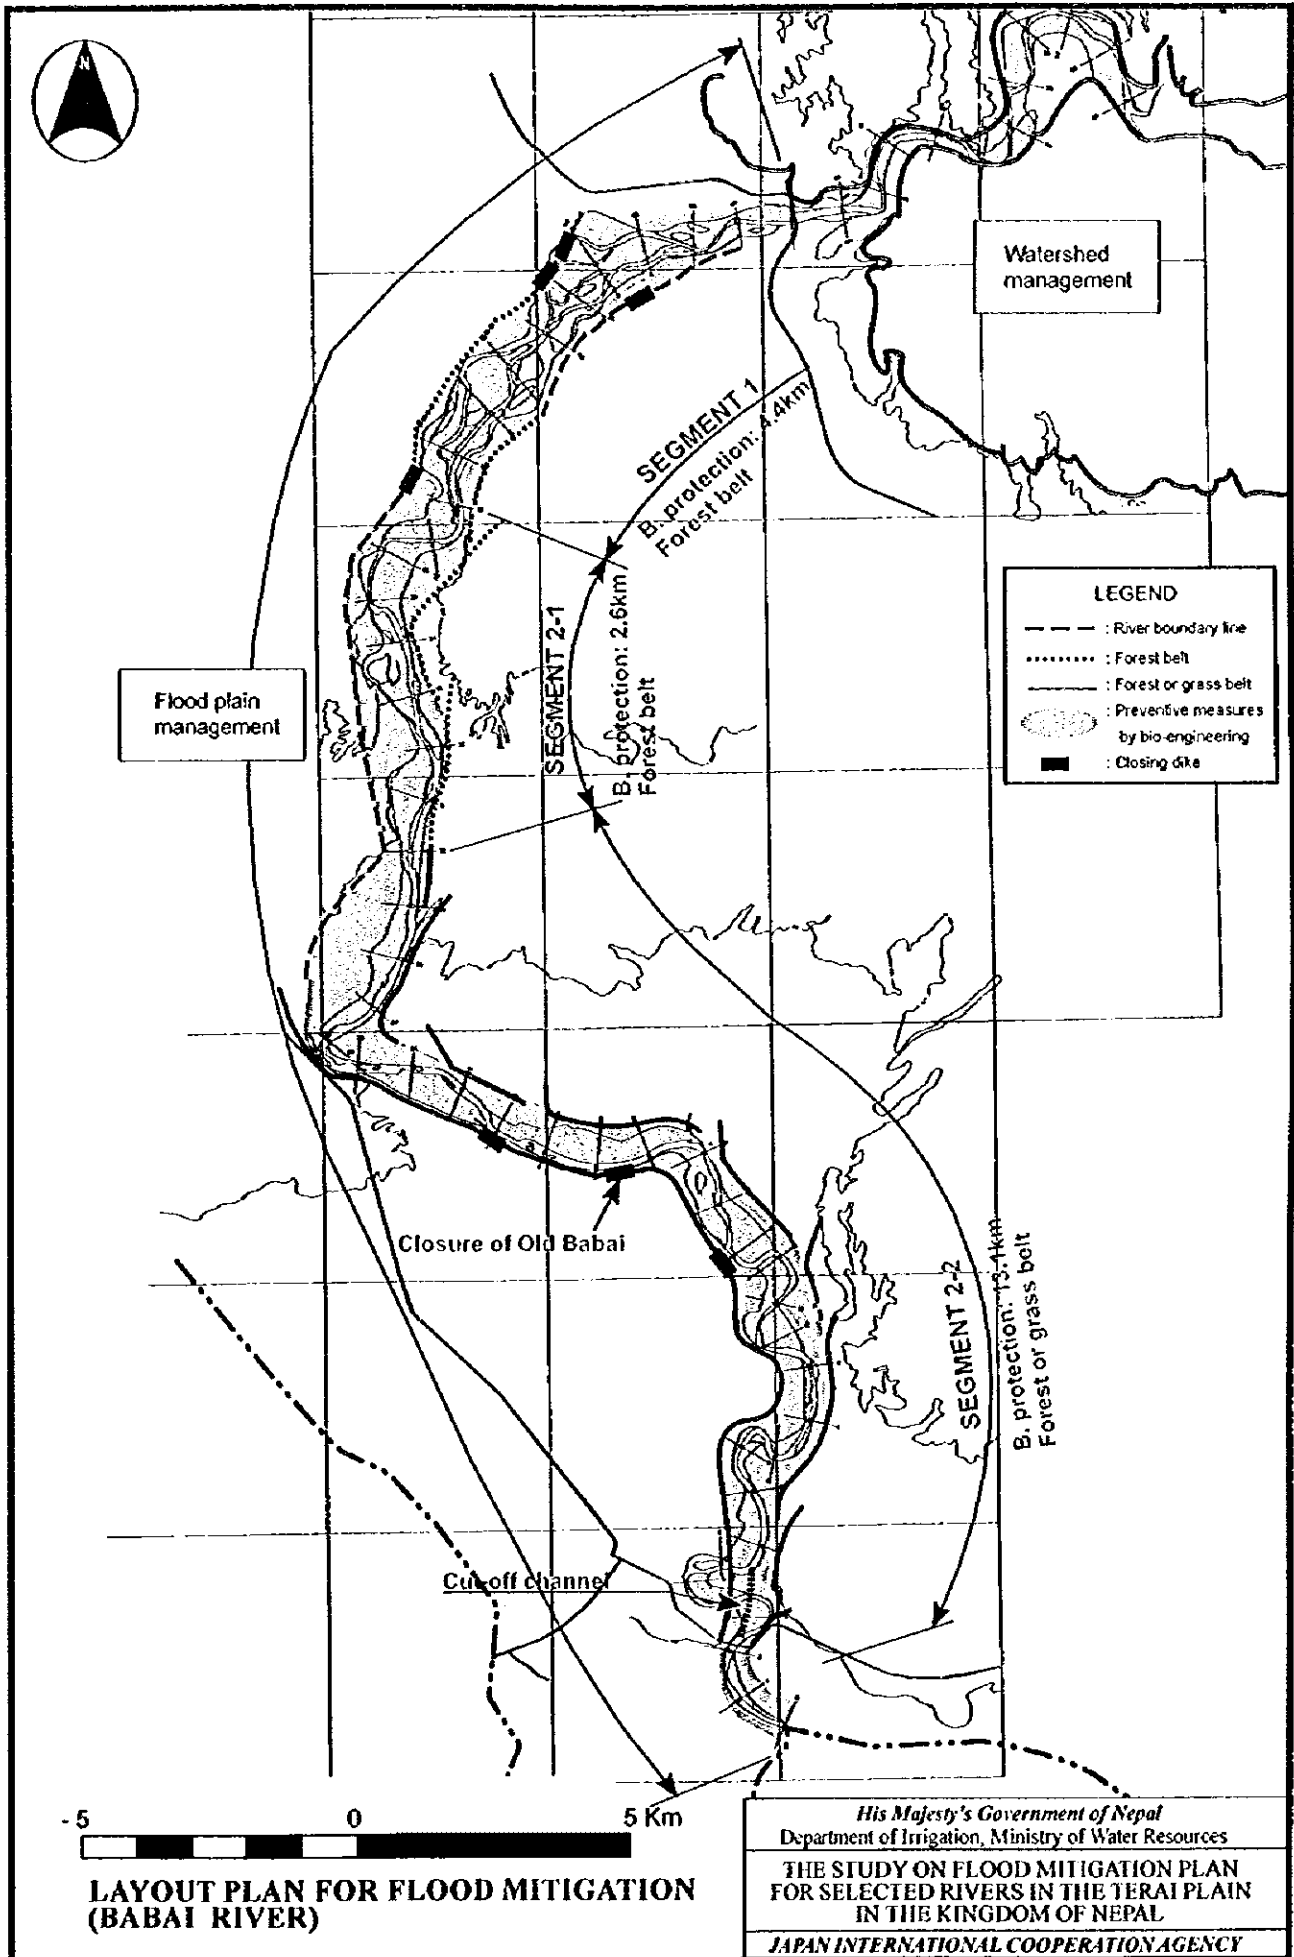 N
Watershed
management
SEGMENT 1
B. protection: 4.4km
Forest belt
SEGMENT 2-1
B. protection: 2.6km
Forest belt
LEGEND
: River boundary line
: Forest belt
: Forest or grass belt
: Preventive measures
by bio-engineering
: Closing dike
Flood plain
management
Closure of Old Babai
SEGMENT 2-2
B. protection: 13.1km
Forest or grass belt
Cut-off channel
- 5 0 5 Km
LAYOUT PLAN FOR FLOOD MITIGATION
(BABAI RIVER)
His Majesty's Government of Nepal
Department of Irrigation, Ministry of Water Resources
THE STUDY ON FLOOD MITIGATION PLAN
FOR SELECTED RIVERS IN THE TERAI PLAIN
IN THE KINGDOM OF NEPAL
JAPAN INTERNATIONAL COOPERATION AGENCY